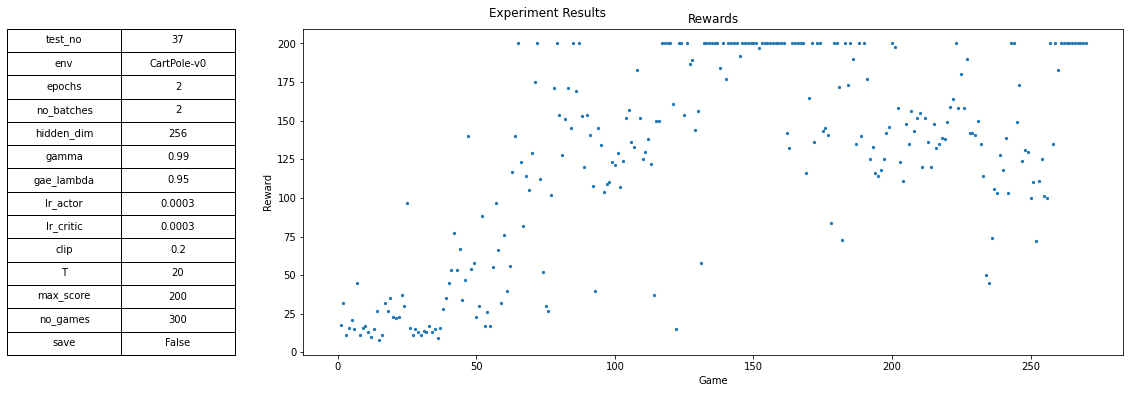 Experiment Results
test_no 37
env CartPole-v0
epochs 2
no_batches 2
hidden_dim 256
gamma 0.99
gae_lambda 0.95
lr_actor 0.0003
lr_critic 0.0003
clip 0.2
T 20
max_score 200
no_games 300
save False
Rewards
Reward
200
175
150
125
100
75
50
25
0
0 50 100 150 200 250
Game